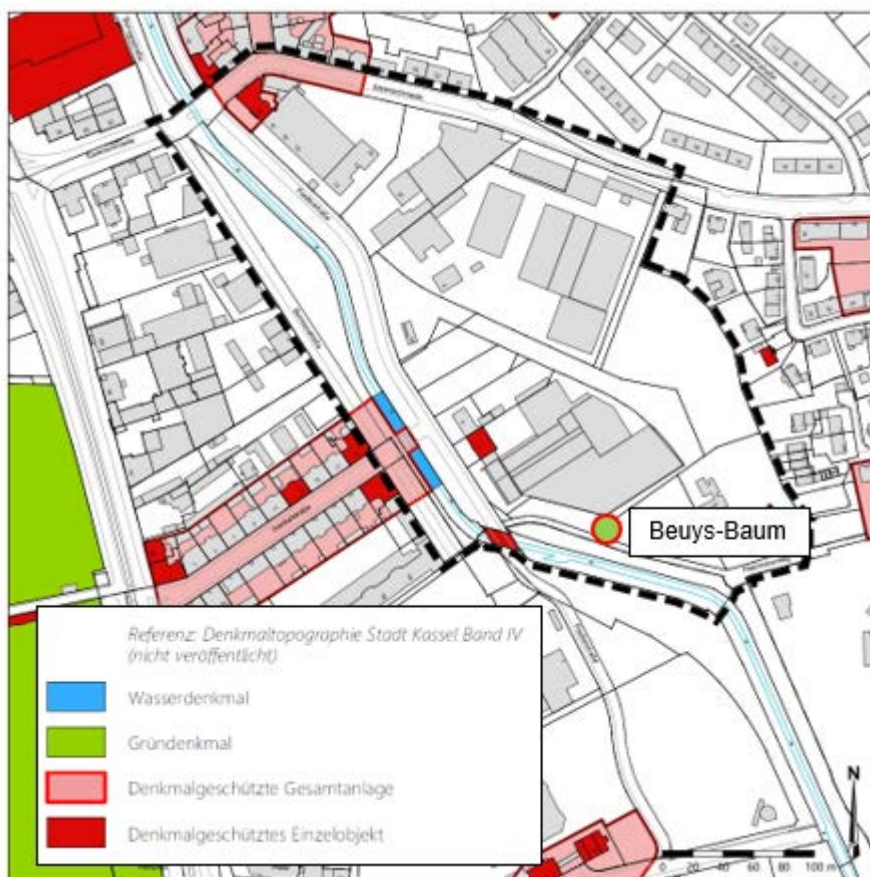 Beuys-Baum
Referenz: Denkmaltopographie Stadt Kassel Band IV
(nicht veröffentlicht)
Wasserdenkmal
Gründenkmal
Denkmalgeschützte Gesamtanlage
Denkmalgeschütztes Einzelobjekt
N
0 20 40 60 80 100 m